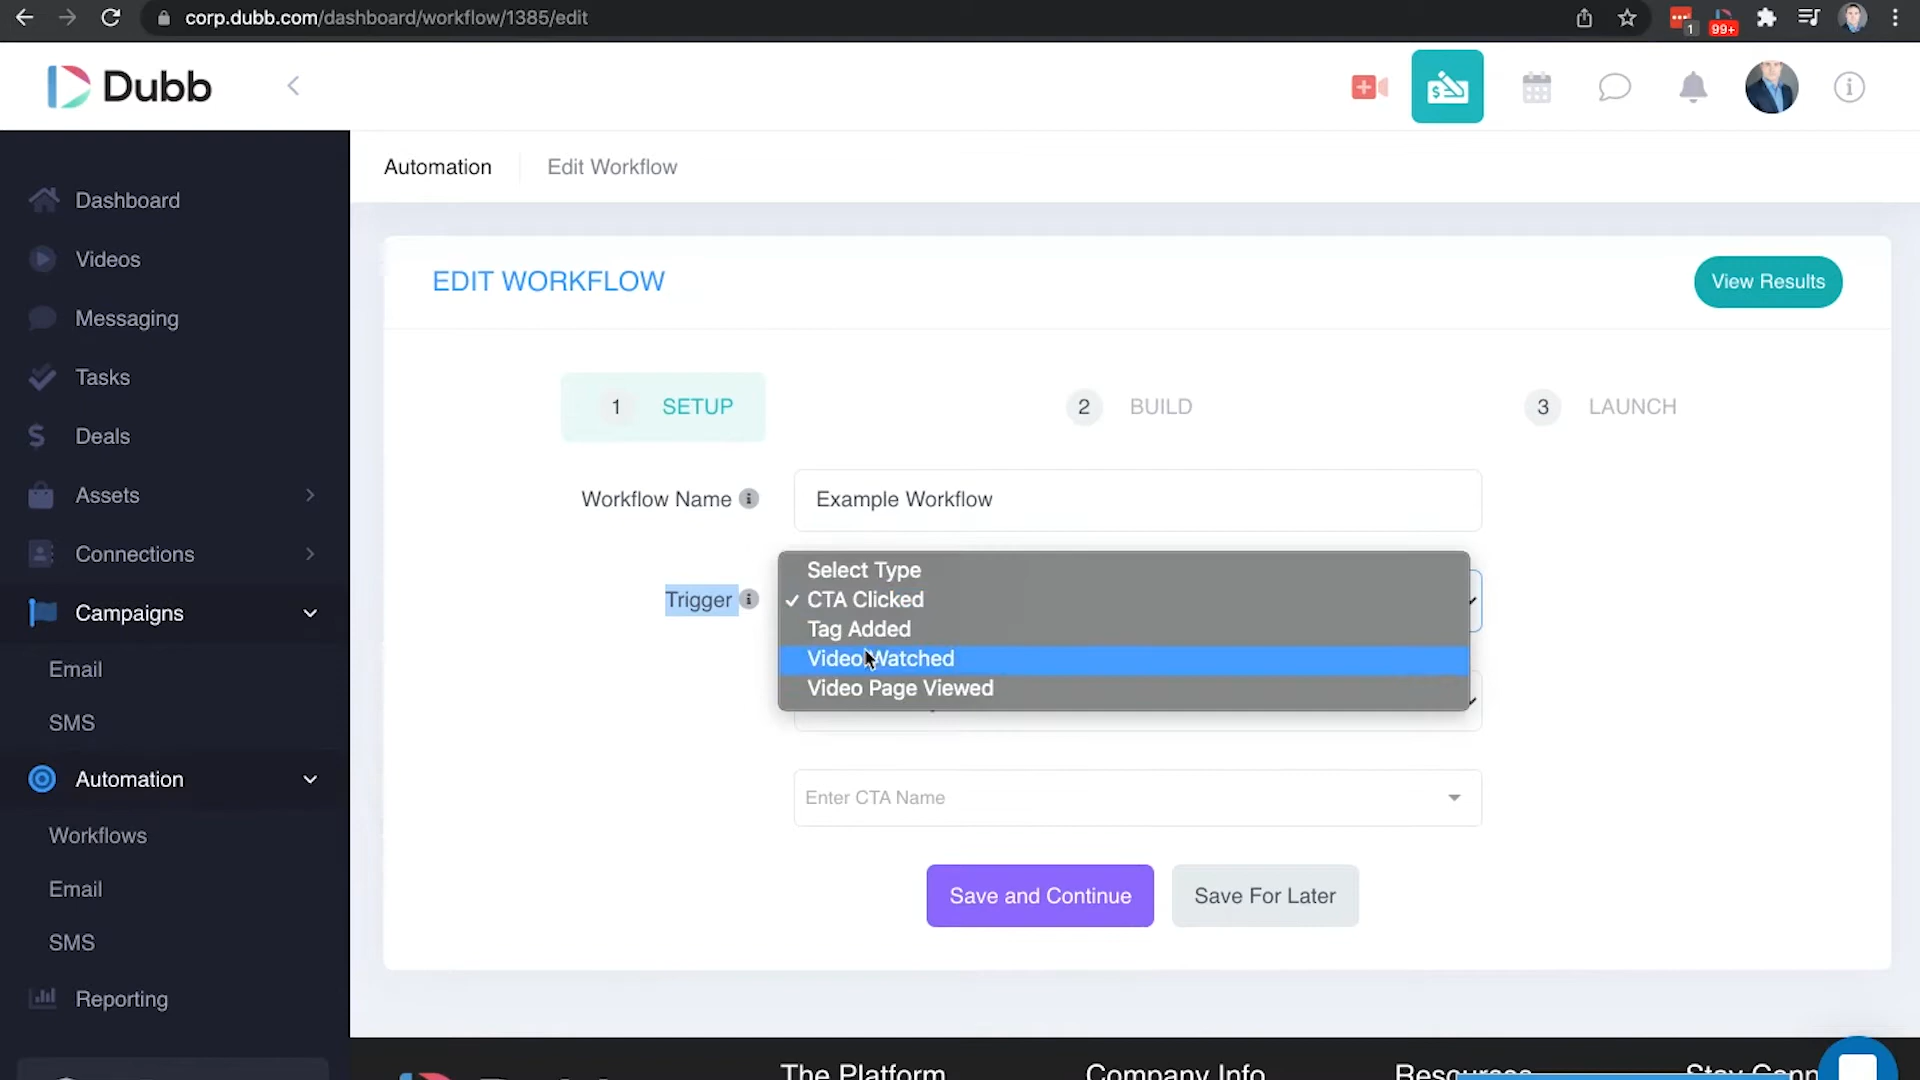 corp.dubb.com/dashboard/workflow/1385/edit
1
99+
Dubb
Automation
Edit Workflow
Dashboard
Videos
Messaging
Tasks
Deals
Assets
Connections
Campaigns
Email
SMS
Automation
Workflows
Email
SMS
Reporting
EDIT WORKFLOW
View Results
1 SETUP
2 BUILD
3 LAUNCH
Workflow Name
Example Workflow
Trigger
Select Type
✓ CTA Clicked
Tag Added
Video Watched
Video Page Viewed
Enter CTA Name
Save and Continue
Save For Later
The Platform
Company Info
Resources